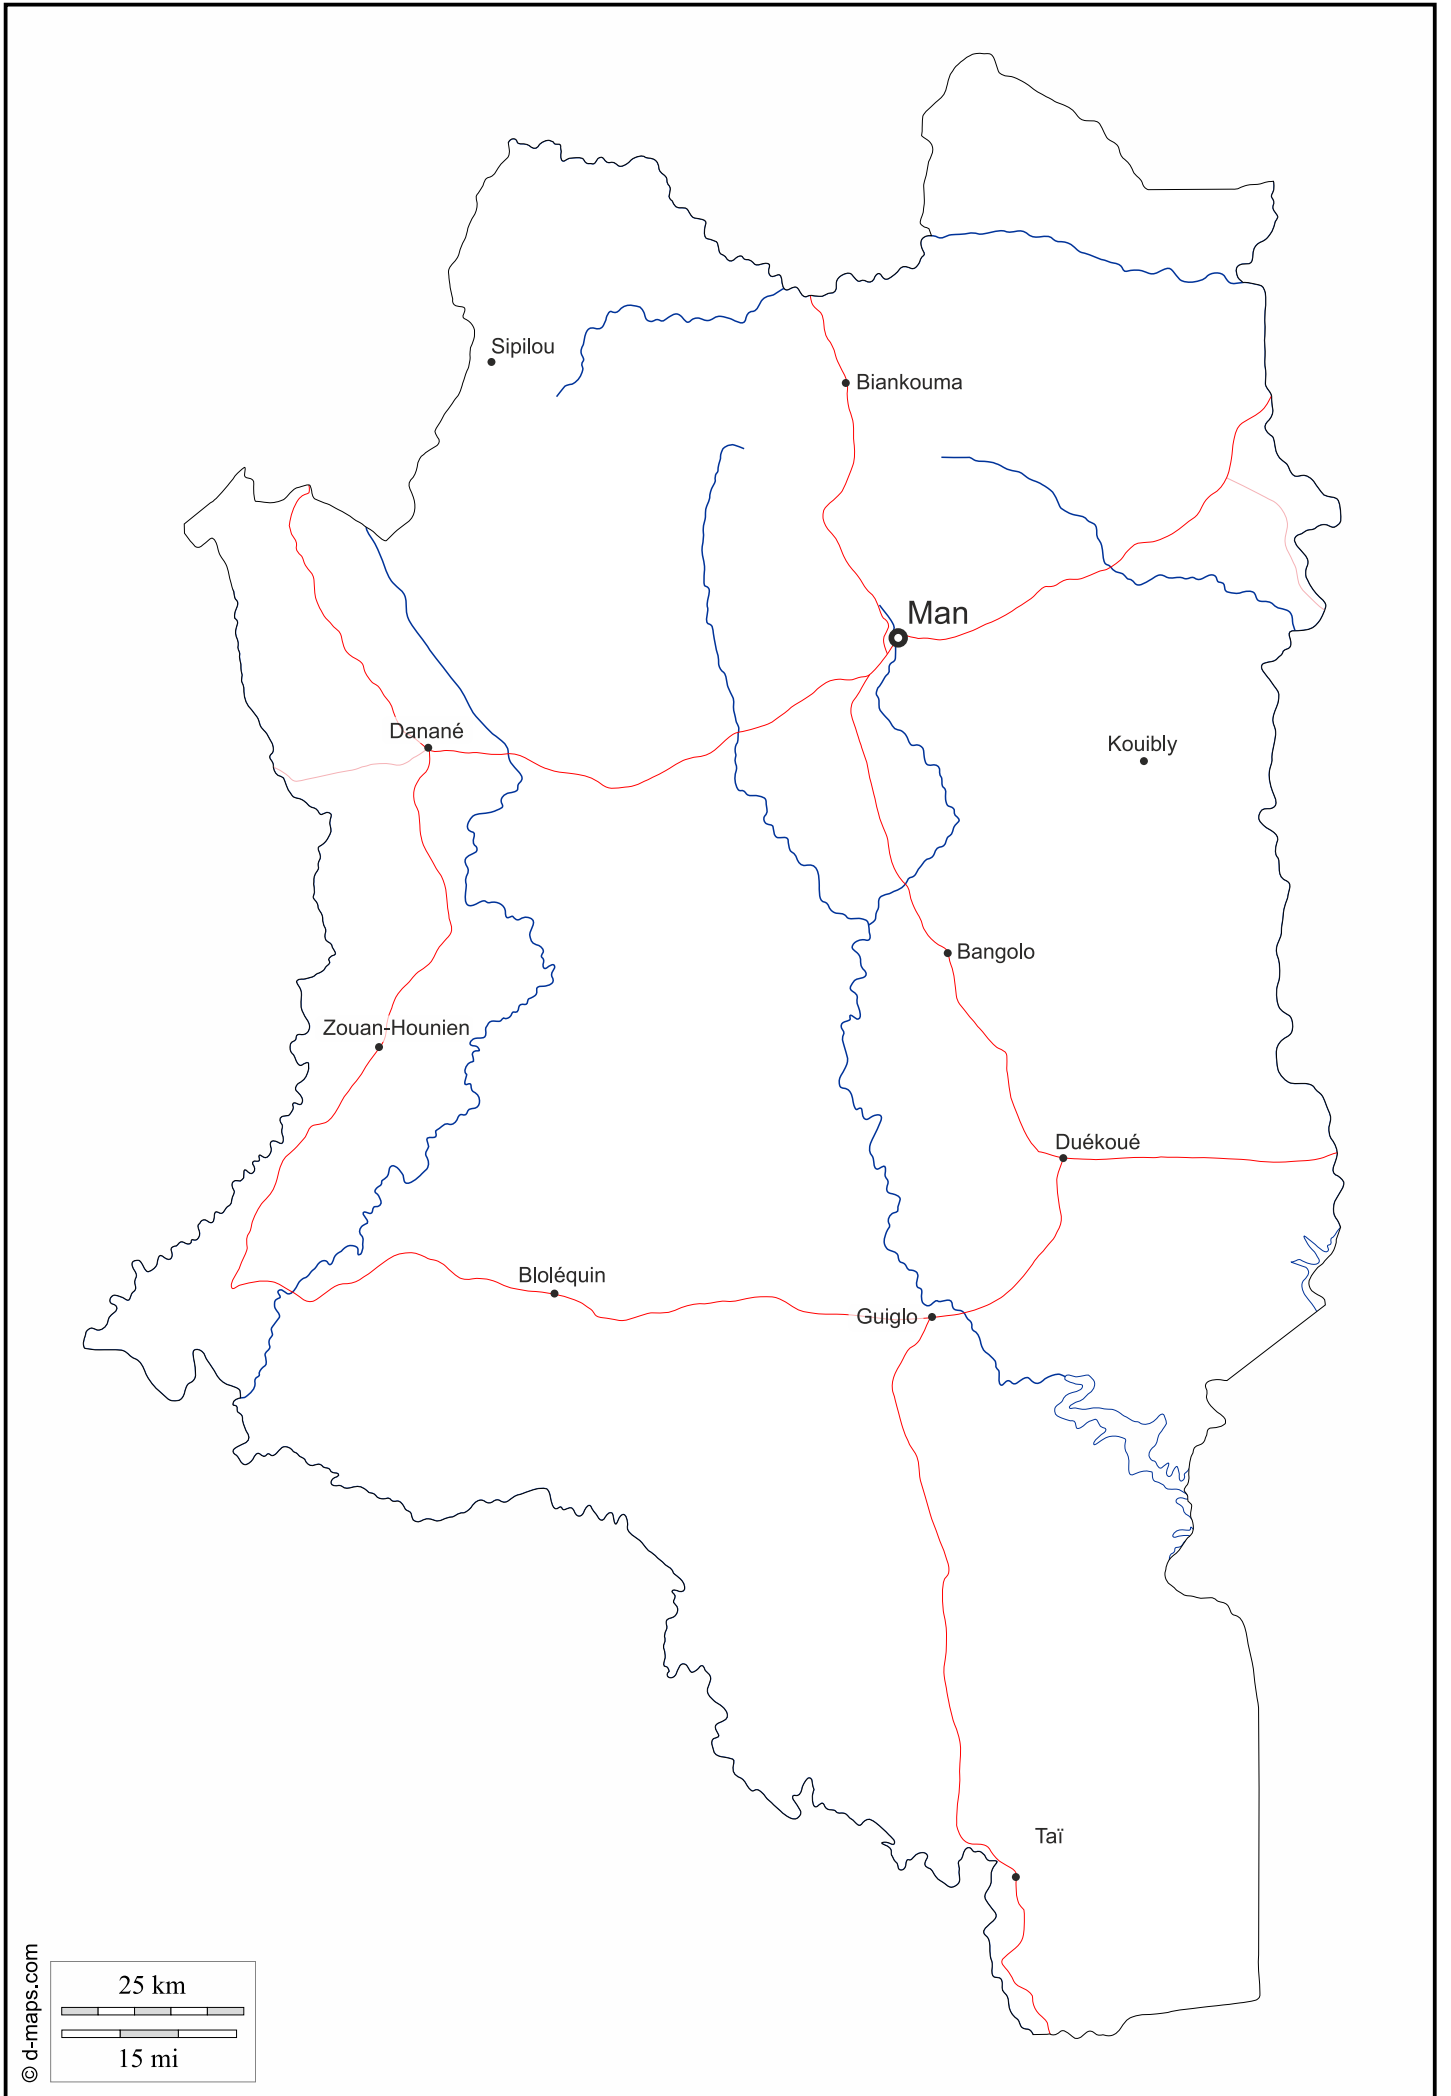 Sipilou
Biankouma
Man
Danané
Kouibly
Bangolo
Zouan-Hounien
Duékoué
Bloléquin
Guiglo
Taï
25 km
15 mi
© d-maps.com